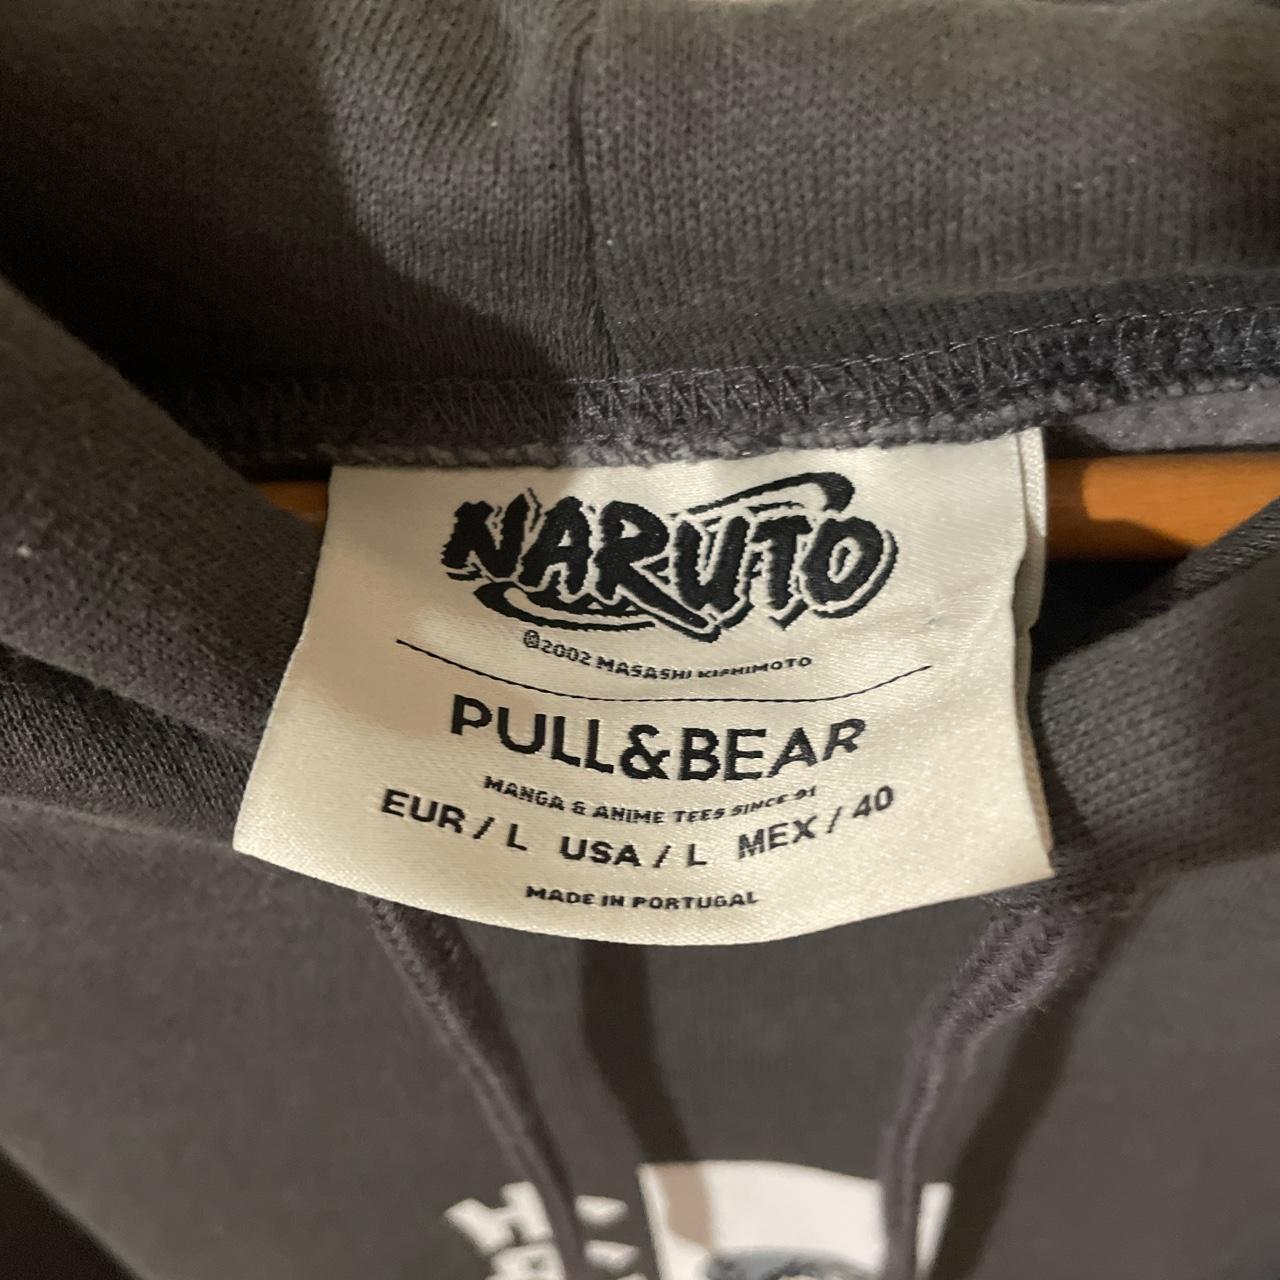 NARUTO
©2002 MASASHI KISHIMOTO
PULL&BEAR
MANGA & ANIME TEES SINCE 91
EUR / L USA / L MEX / 40
MADE IN PORTUGAL